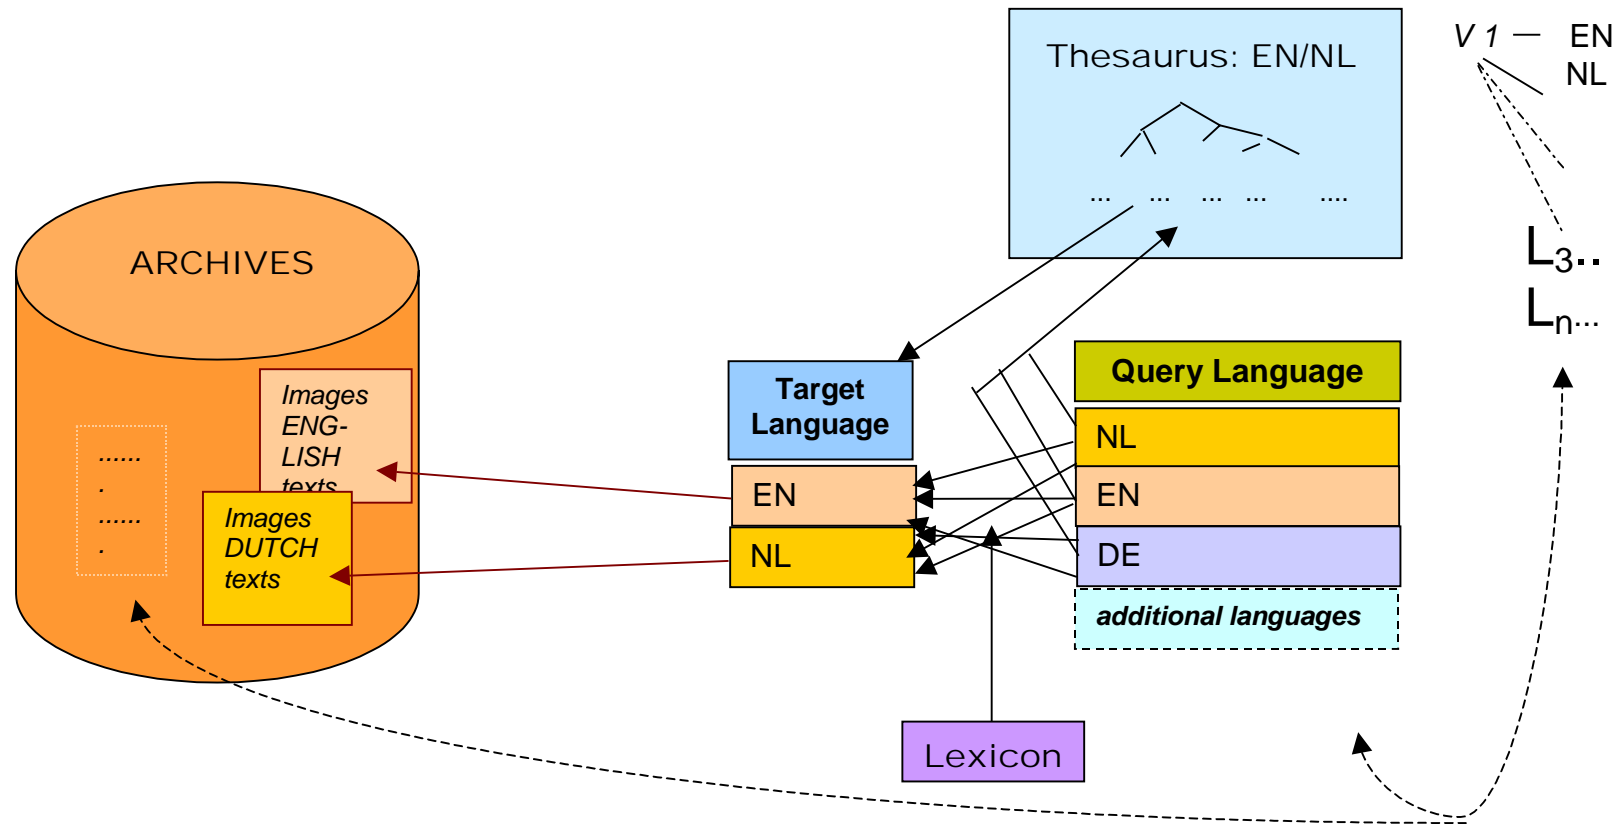 Thesaurus: EN/NL
... ... ... ... ....
V 1 — EN
NL
L3..
Ln...
ARCHIVES
Images
ENG-
LISH
texts
......
.
......
.
Images
DUTCH
texts
Target
Language
EN
NL
Query Language
NL
EN
DE
additional languages
Lexicon